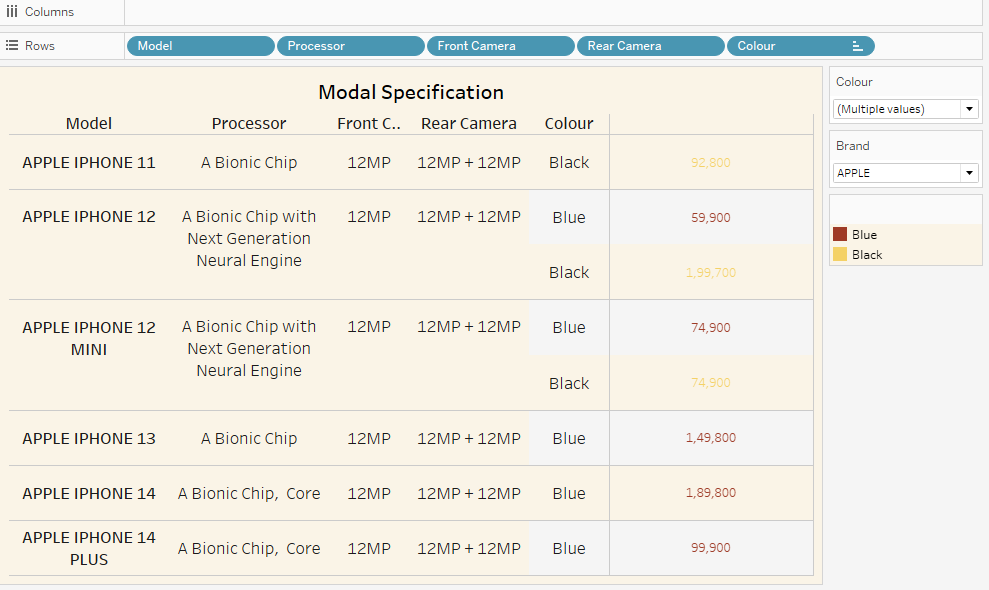 Columns
Rows
Model
Processor
Front Camera
Rear Camera
Colour
Modal Specification
Model Processor Front C.. Rear Camera Colour
APPLE IPHONE 11 A Bionic Chip 12MP 12MP + 12MP Black 92,800
APPLE IPHONE 12 A Bionic Chip with 12MP 12MP + 12MP Blue 59,900
Next Generation
Neural Engine
Black 1,99,700
APPLE IPHONE 12 A Bionic Chip with 12MP 12MP + 12MP Blue 74,900
MINI Next Generation
Neural Engine
Black 74,900
APPLE IPHONE 13 A Bionic Chip 12MP 12MP + 12MP Blue 1,49,800
APPLE IPHONE 14 A Bionic Chip, Core 12MP 12MP + 12MP Blue 1,89,800
APPLE IPHONE 14 A Bionic Chip, Core 12MP 12MP + 12MP Blue 99,900
PLUS
Colour
(Multiple values)
Brand
APPLE
Blue
Black